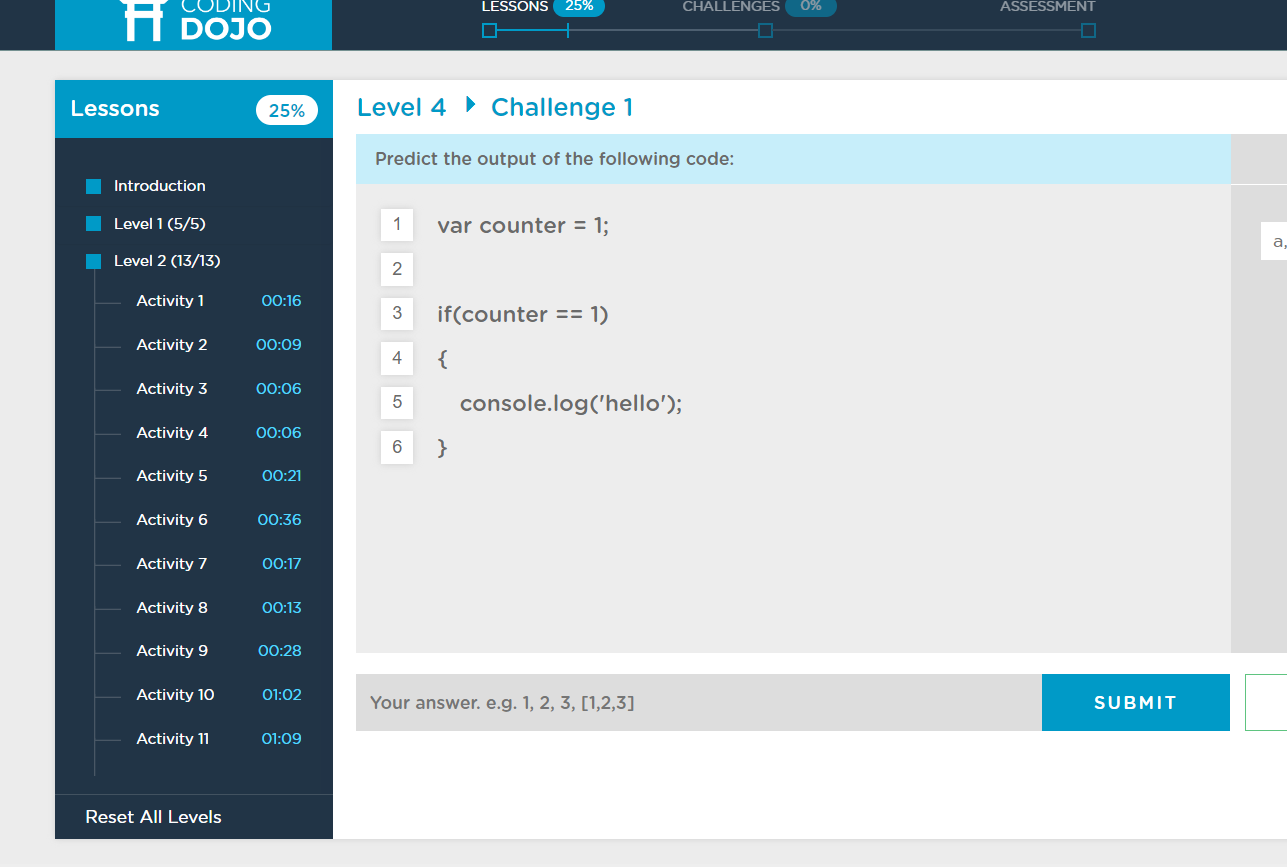 CODING
DOJO
LESSONS 25%
CHALLENGES 0%
ASSESSMENT
Lessons 25%
Introduction
Level 1 (5/5)
Level 2 (13/13)
Activity 1 00:16
Activity 2 00:09
Activity 3 00:06
Activity 4 00:06
Activity 5 00:21
Activity 6 00:36
Activity 7 00:17
Activity 8 00:13
Activity 9 00:28
Activity 10 01:02
Activity 11 01:09
Reset All Levels
Level 4 Challenge 1
Predict the output of the following code:
1 var counter = 1;
2
3 if(counter == 1)
4 {
5 console.log('hello');
6 }
a,
Your answer. e.g. 1, 2, 3, [1,2,3]
SUBMIT